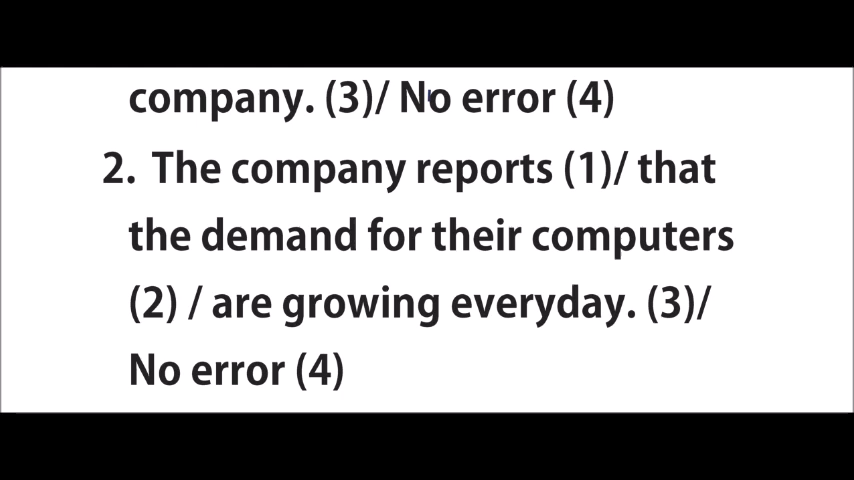 company. (3)/ No error (4)
2. The company reports (1)/ that
the demand for their computers
(2) / are growing everyday. (3)/
No error (4)